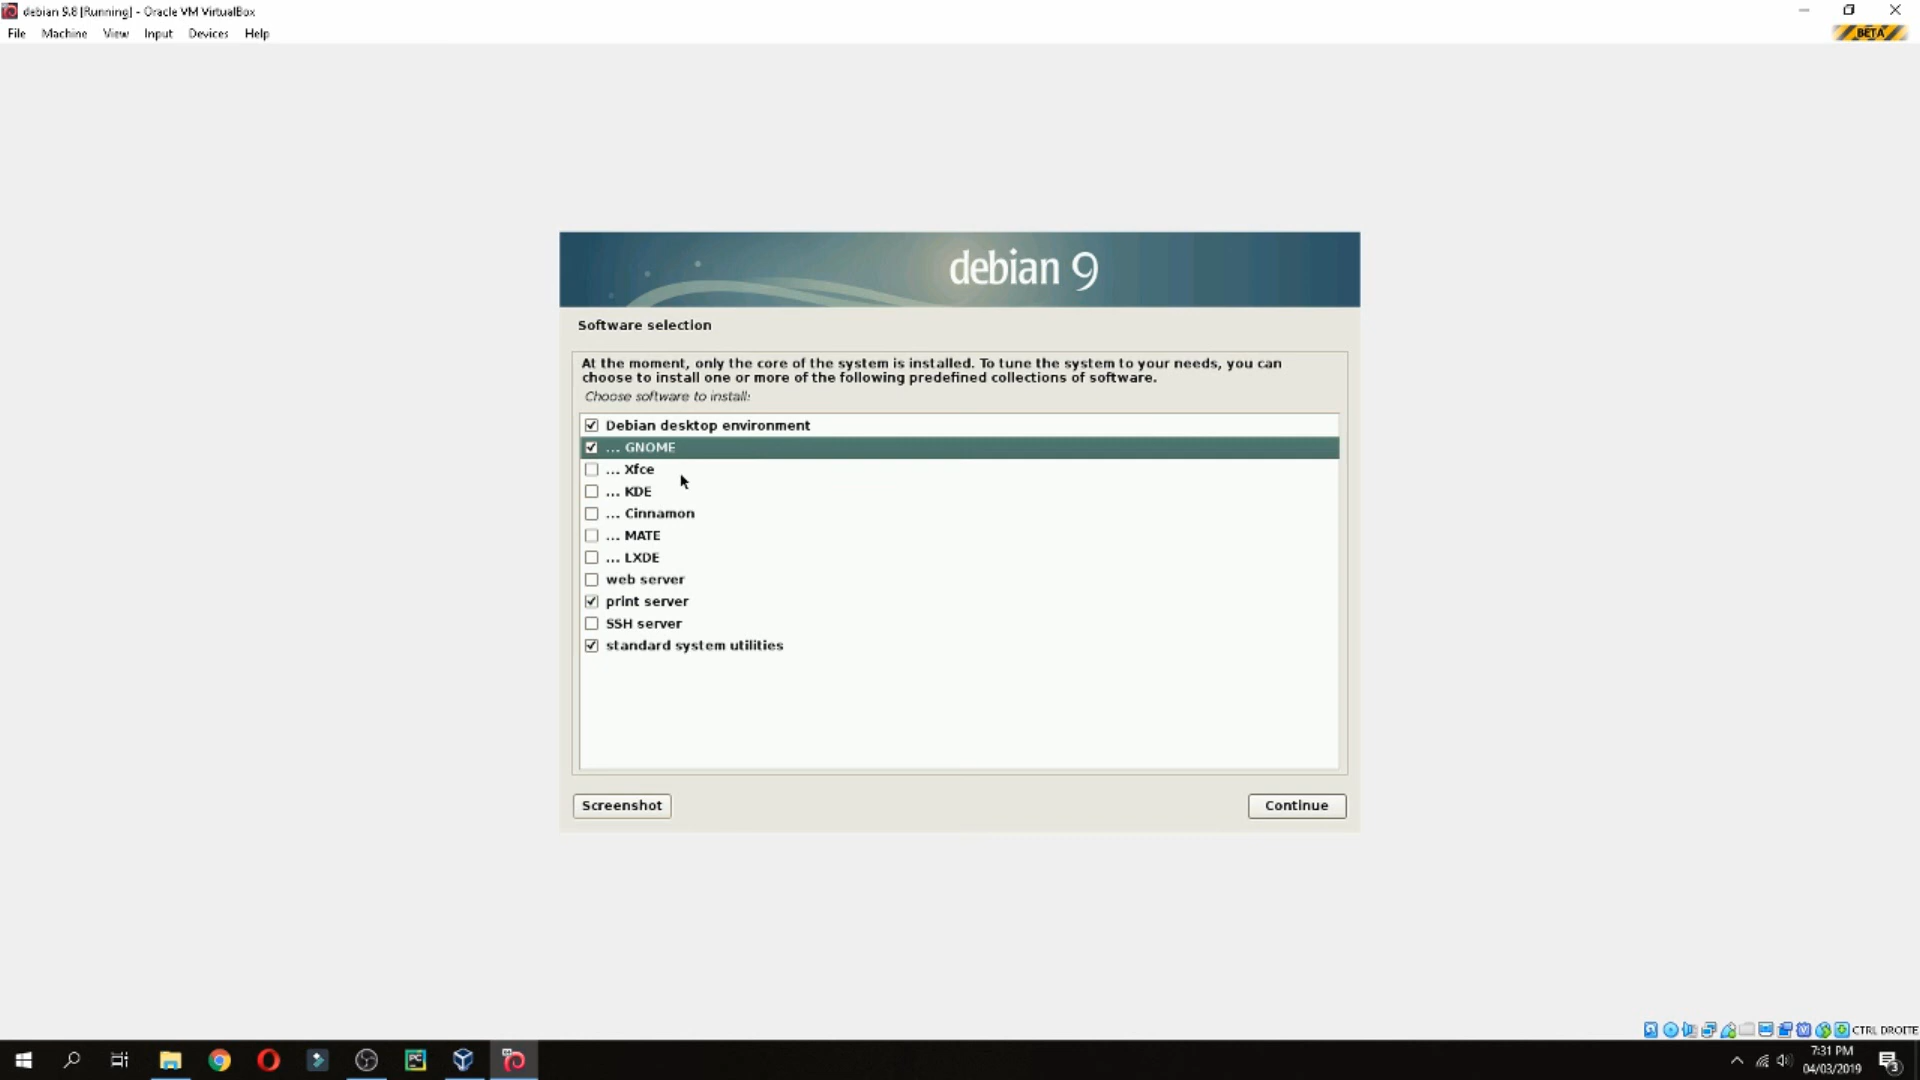 debian 9.8 [Running] - Oracle VM VirtualBox
File Machine View Input Devices Help
BETA
debian 9
Software selection
At the moment, only the core of the system is installed. To tune the system to your needs, you can
choose to install one or more of the following predefined collections of software.
Choose software to install:
Debian desktop environment
... GNOME
... Xfce
... KDE
... Cinnamon
... MATE
... LXDE
web server
print server
SSH server
standard system utilities
Screenshot
Continue
CTRL DROITE
PC
7:31 PM
04/03/2019
3